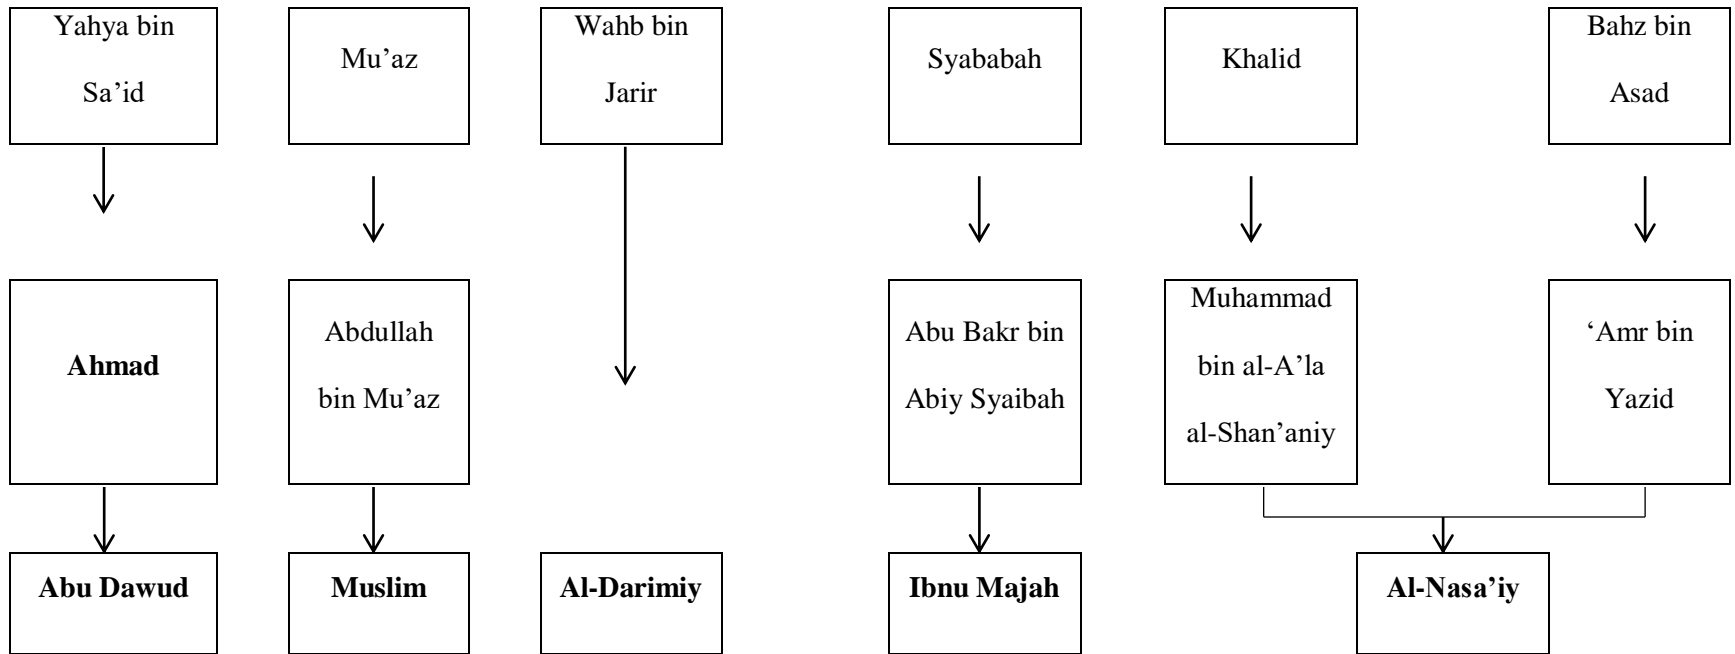 Yahya bin
Sa’id
Mu’az
Wahb bin
Jarir
Syababah
Khalid
Bahz bin
Asad
Ahmad
Abdullah
bin Mu’az
Abu Bakr bin
Abiy Syaibah
Muhammad
bin al-A’la
al-Shan’aniy
‘Amr bin
Yazid
Abu Dawud
Muslim
Al-Darimiy
Ibnu Majah
Al-Nasa’iy